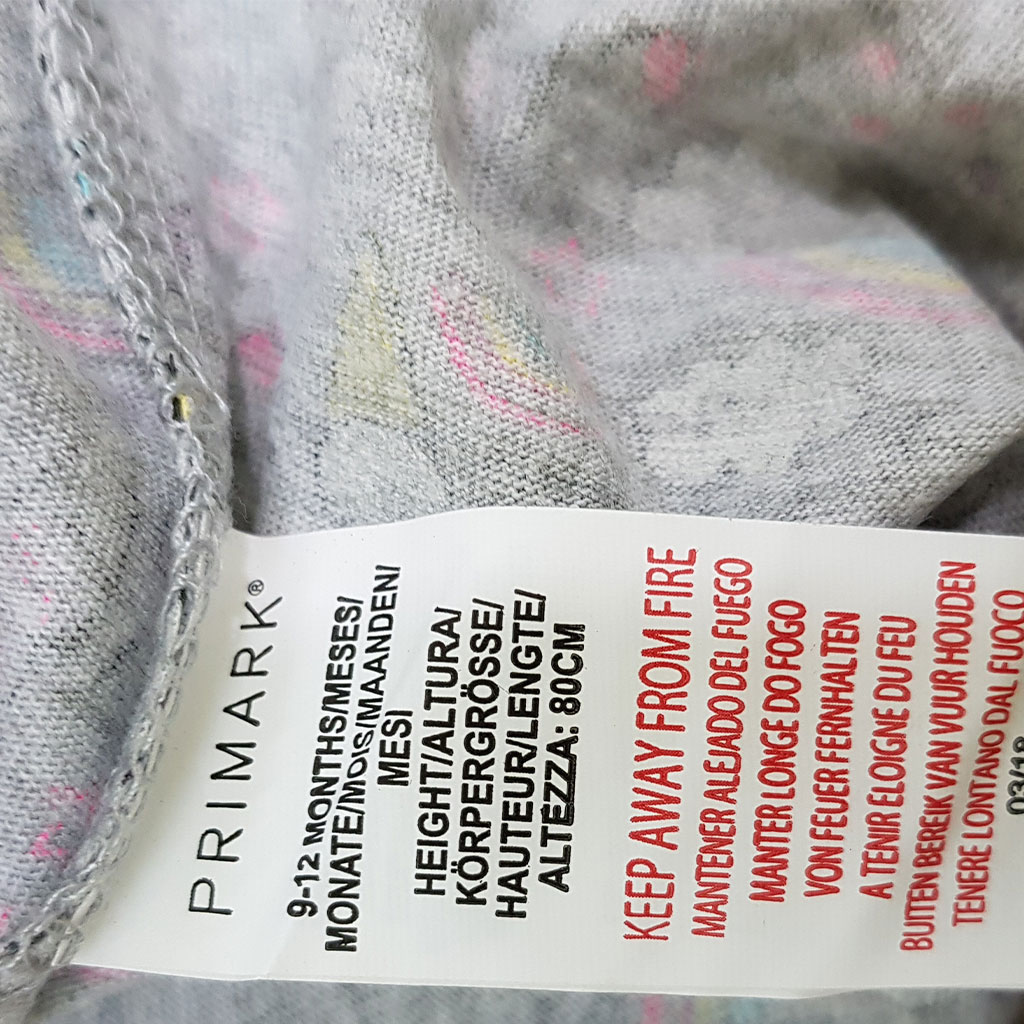 PRIMARK®
9-12 MONTHS/MESES/
MONATE/MOIS/MAANDEN/
MESI
HEIGHT/ALTURA/
KÖRPERGRÖSSE/
HAUTEUR/LENGTE/
ALTEZZA: 80CM
KEEP AWAY FROM FIRE
MANTENER ALEJADO DEL FUEGO
MANTER LONGE DO FOGO
VON FEUER FERNHALTEN
A TENIR ELOIGNE DU FEU
BUITEN BEREIK VAN VUUR HOUDEN
TENERE LONTANO DAL FUOCO
03/18